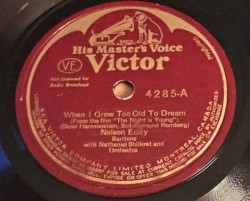 His Master's Voice
Victor
VE
Not Licensed for
Radio Broadcast
4285-A
When I Grow Too Old To Dream
(From the film "The Night is Young")
(Oscar Hammerstein, 2nd-Sigmund Romberg)
Nelson Eddy
Baritone
with Nathaniel Shilkret and
Orchestra
COMPANY LIMITED MONTREAL